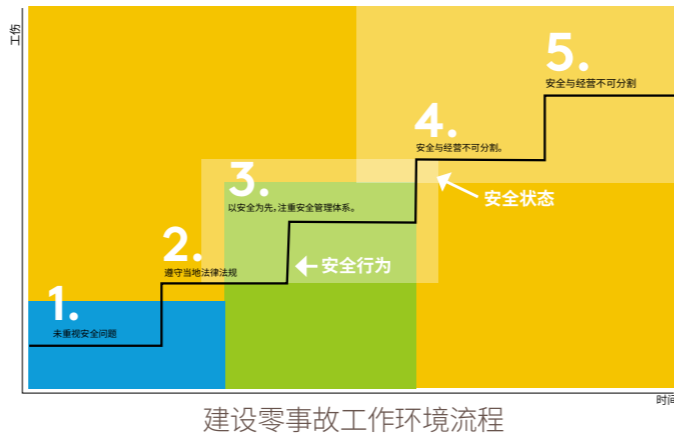 工伤
5.
安全与经营不可分割
4.
安全与经营不可分割。
安全状态
3.
以安全为先，注重安全管理体系。
安全行为
2.
遵守当地法律法规
1.
未重视安全问题
时间
建设零事故工作环境流程